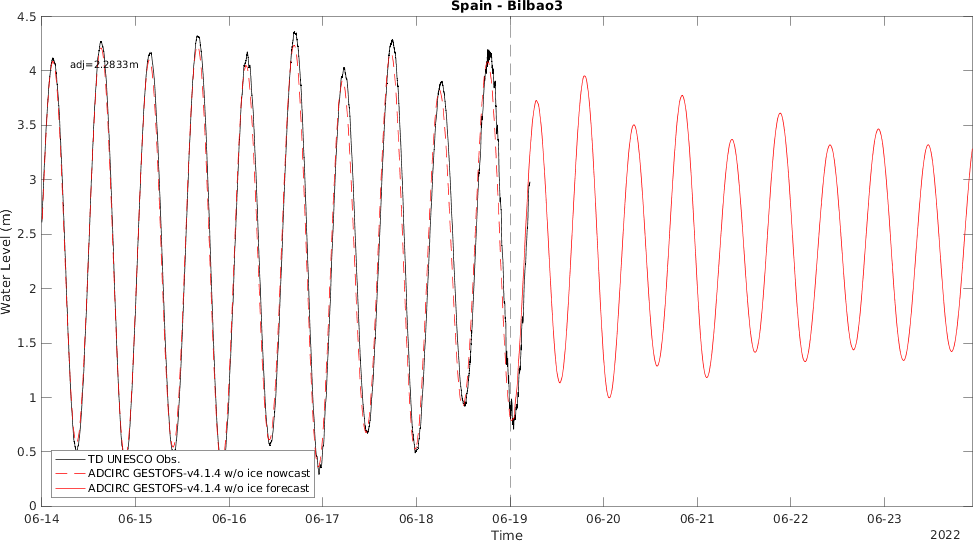 Spain - Bilbao3
4.5
4
3.5
3
2.5
2
1.5
1
0.5
0
Water Level (m)
adj=2.2833m
TD UNESCO Obs.
ADCIRC GESTOFS-v4.1.4 w/o ice nowcast
ADCIRC GESTOFS-v4.1.4 w/o ice forecast
06-14 06-15 06-16 06-17 06-18 06-19 06-20 06-21 06-22 06-23
Time
2022